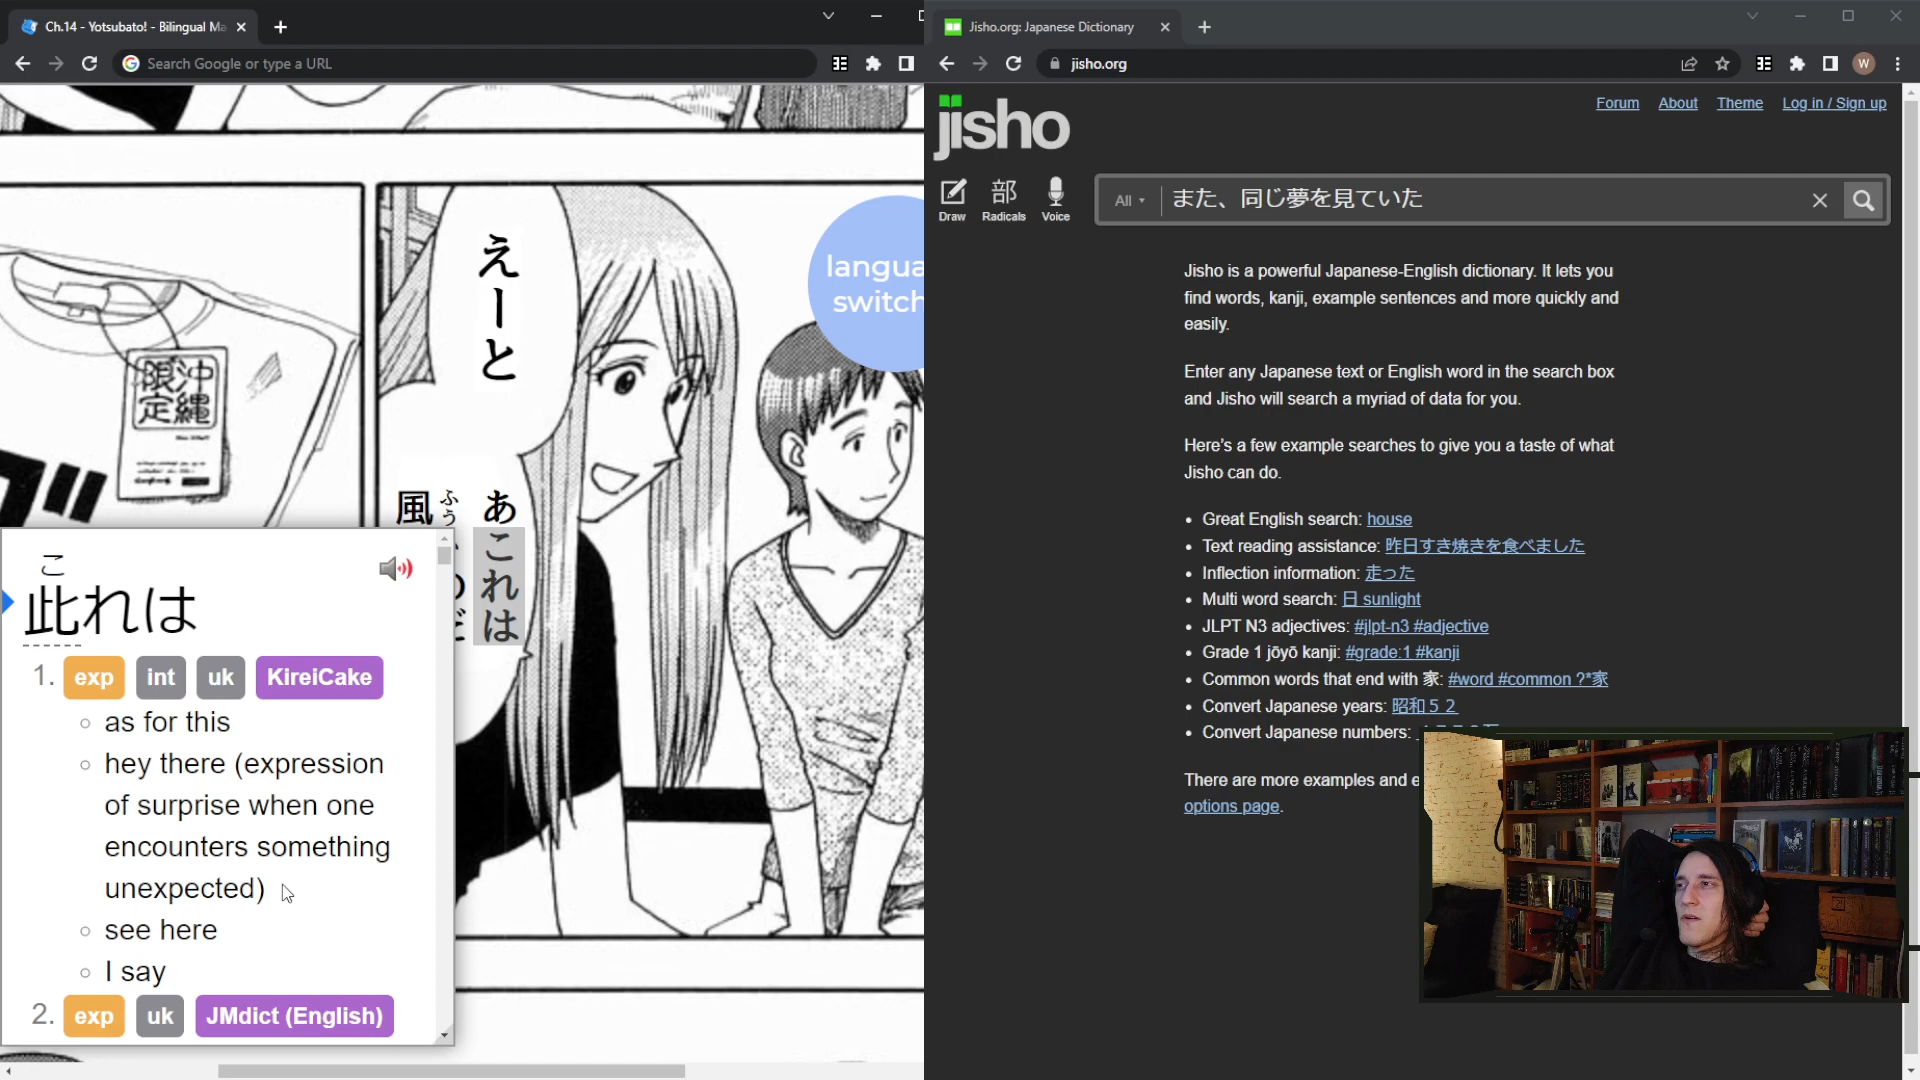 Ch.14 - Yotsubato! - Bilingual Ma
Search Google or type a URL
えーと
沖縄
限定
あこれは
風
ふう
langua
switch
こ
此れは
1. exp int uk KireiCake
as for this
hey there (expression
of surprise when one
encounters something
unexpected)
see here
I say
2. exp uk JMdict (English)
Jisho.org: Japanese Dictionary
jisho.org
Forum About Theme Log in / Sign up
jisho
Draw
部
Radicals
Voice
All
また、同じ夢を見ていた
Jisho is a powerful Japanese-English dictionary. It lets you
find words, kanji, example sentences and more quickly and
easily.
Enter any Japanese text or English word in the search box
and Jisho will search a myriad of data for you.
Here's a few example searches to give you a taste of what
Jisho can do.
Great English search: house
Text reading assistance: 昨日すき焼きを食べました
Inflection information: 走った
Multi word search: 日 sunlight
JLPT N3 adjectives: #jlpt-n3 #adjective
Grade 1 jōyō kanji: #grade:1 #kanji
Common words that end with 家: #word #common ?*家
Convert Japanese years: 昭和５２
Convert Japanese numbers:
There are more examples and
options page.
W